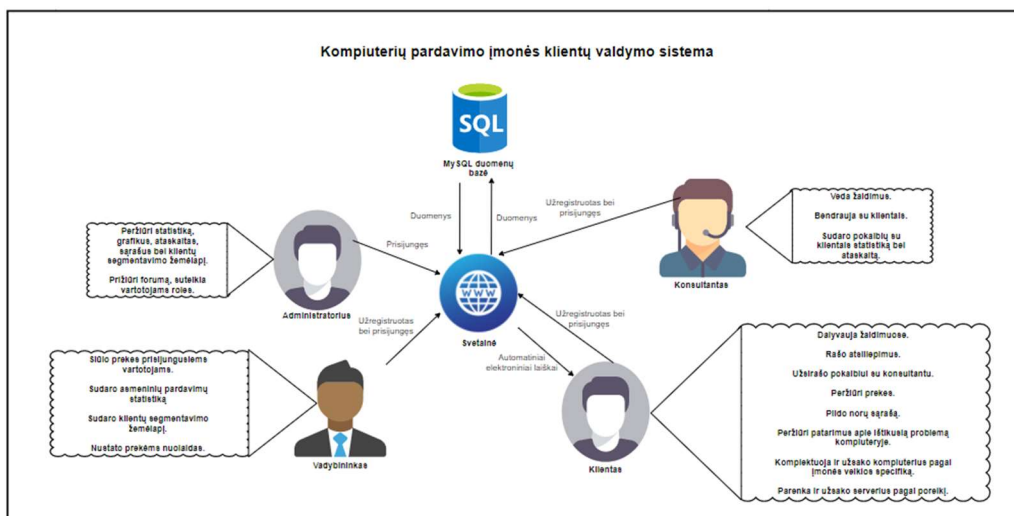 Kompiuterių pardavimo įmonės klientų valdymo sistema
SQL
MySQL duomenų
bazė
Duomenys
Duomenys
Užregistruotas bei
prisijungęs
Veda žaidimus.
Bendrauja su klientais.
Sudaro pokalbių su
klientais statistiką bei
ataskaitą.
Konsultantas
Peržiūri statistiką,
grafikus, ataskaitas,
sąrašus bei klientų
segmentavimo žemėlapį.
Prižiūri forumą, suteikia
vartotojams roles.
Administratorius
Prisijungęs
WWW
Svetainė
Užregistruotas
bei prisijungęs
Užregistruotas bei
prisijungęs
Automatiniai
elektroniniai laiškai
Siūlo prekes prisijungusiems
vartotojams.
Sudaro asmeninių pardavimų
statistiką
Sudaro klientų segmentavimo
žemėlapį.
Nustato prekėms nuolaidas.
Vadybininkas
Klientas
Dalyvauja žaidimuose.
Rašo atsiliepimus.
Užsirašo pokalbiui su konsultantu.
Peržiūri prekes.
Pildo norų sąrašą.
Peržiūri patarimus apie ištikusią problemą
kompiuteryje.
Komplektuoja ir užsako kompiuterius pagal
įmonės veiklos specifiką.
Parenka ir užsako serverius pagal poreikį.